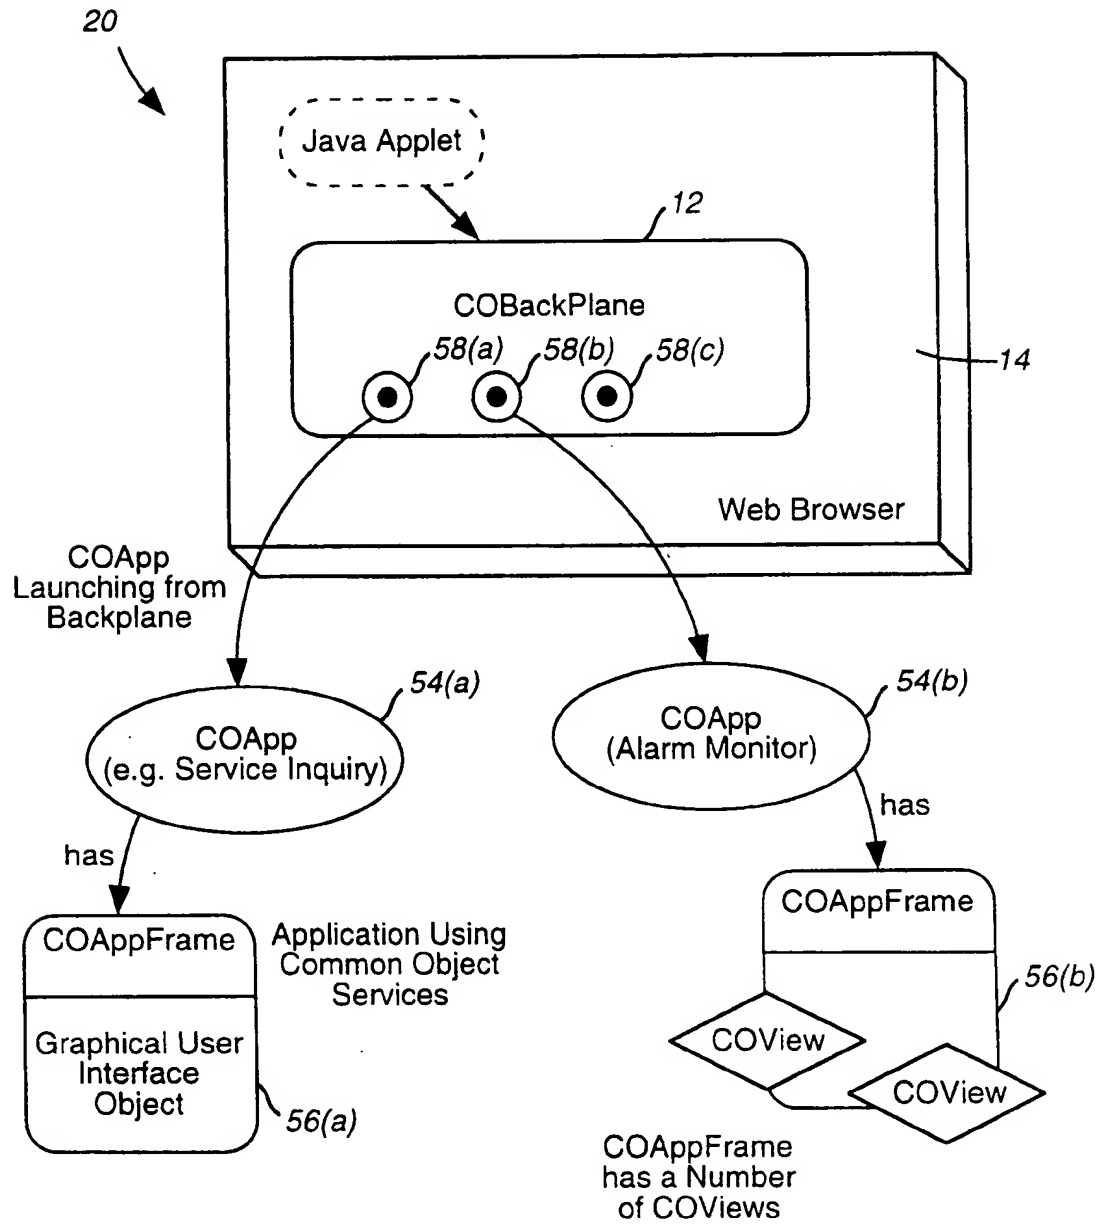 20
Java Applet
12
COBackPlane
58(a)
58(b)
58(c)
14
Web Browser
COApp
Launching from
Backplane
54(a)
COApp
(e.g. Service Inquiry)
54(b)
COApp
(Alarm Monitor)
has
has
COAppFrame
Graphical User
Interface
Object
56(a)
Application Using
Common Object
Services
COAppFrame
56(b)
COView
COView
COAppFrame
has a Number
of COViews